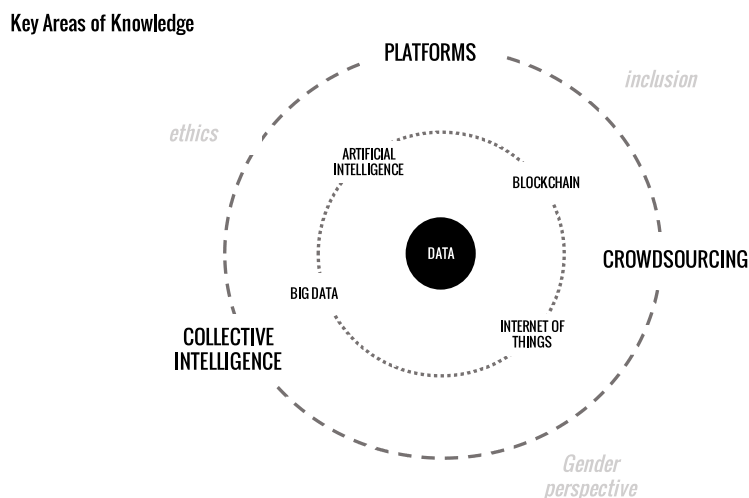 Key Areas of Knowledge
PLATFORMS
inclusion
ethics
ARTIFICIAL
INTELLIGENCE
BLOCKCHAIN
DATA
CROWDSOURCING
BIG DATA
INTERNET OF
THINGS
COLLECTIVE
INTELLIGENCE
Gender
perspective